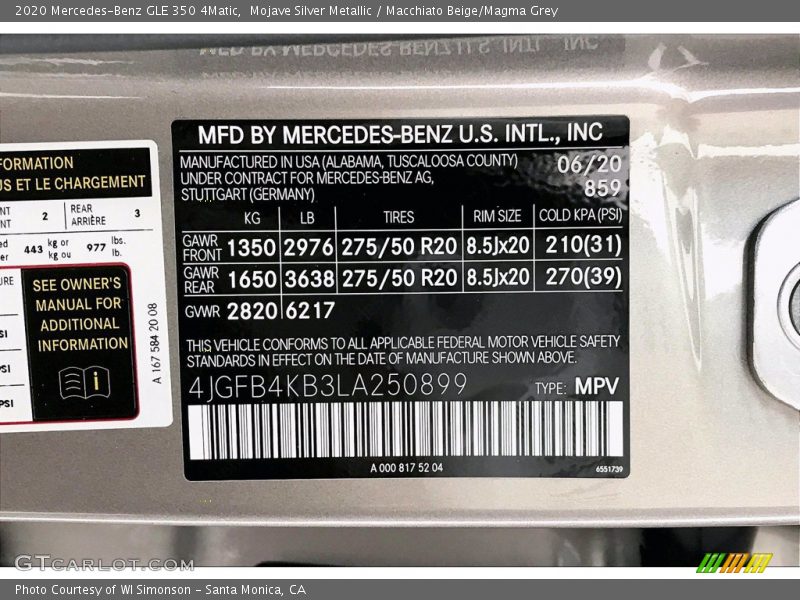 2020 Mercedes-Benz GLE 350 4Matic,  Mojave Silver Metallic / Macchiato Beige/Magma Grey
MFD BY MERCEDES-BENZ U.S. INTL., INC
MFD BY MERCEDES-BENZ U.S. INTL., INC
MANUFACTURED IN USA (ALABAMA, TUSCALOOSA COUNTY) 06/20
UNDER CONTRACT FOR MERCEDES-BENZ AG, 859
STUTTGART (GERMANY)
KG LB TIRES RIM SIZE COLD KPA (PSI)
GAWR FRONT 1350 2976 275/50 R20 8.5Jx20 210(31)
GAWR REAR 1650 3638 275/50 R20 8.5Jx20 270(39)
GVWR 2820 6217
THIS VEHICLE CONFORMS TO ALL APPLICABLE FEDERAL MOTOR VEHICLE SAFETY
STANDARDS IN EFFECT ON THE DATE OF MANUFACTURE SHOWN ABOVE.
4JGFB4KB3LA250899 TYPE: MPV
A 000 817 52 04 6551739
US ET LE CHARGEMENT
2 REAR 3
ARRIÈRE
443 kg or 977 lbs.
kg ou lb.
SEE OWNER'S
MANUAL FOR
ADDITIONAL
INFORMATION
PSI
A 167 584 20 08
GTCARLOT.COM
Photo Courtesy of WI Simonson - Santa Monica, CA